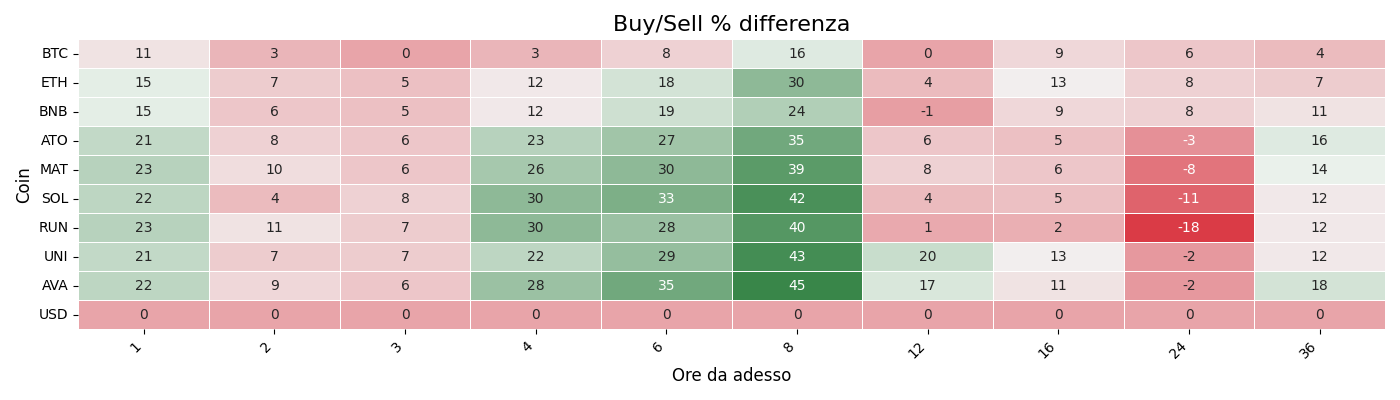 Buy/Sell % differenza
Coin
BTC 11 3 0 3 8 16 0 9 6 4
ETH 15 7 5 12 18 30 4 13 8 7
BNB 15 6 5 12 19 24 -1 9 8 11
ATO 21 8 6 23 27 35 6 5 -3 16
MAT 23 10 6 26 30 39 8 6 -8 14
SOL 22 4 8 30 33 42 4 5 -11 12
RUN 23 11 7 30 28 40 1 2 -18 12
UNI 21 7 7 22 29 43 20 13 -2 12
AVA 22 9 6 28 35 45 17 11 -2 18
USD 0 0 0 0 0 0 0 0 0 0
1 2 3 4 6 8 12 16 24 36
Ore da adesso